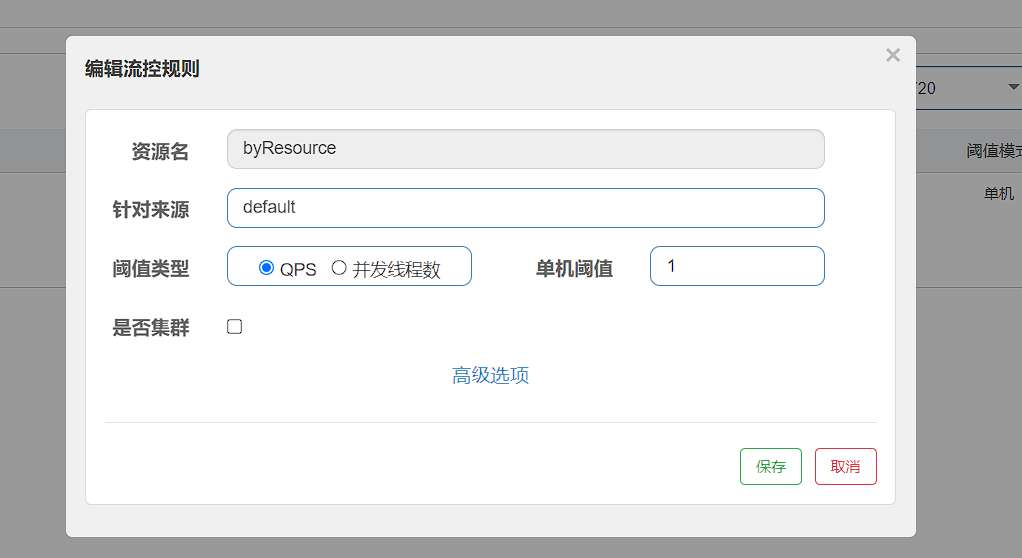 编辑流控规则
×
/20
资源名 byResource
阈值模式
针对来源 default
单机
阈值类型 QPS 并发线程数 单机阈值 1
是否集群
高级选项
保存 取消